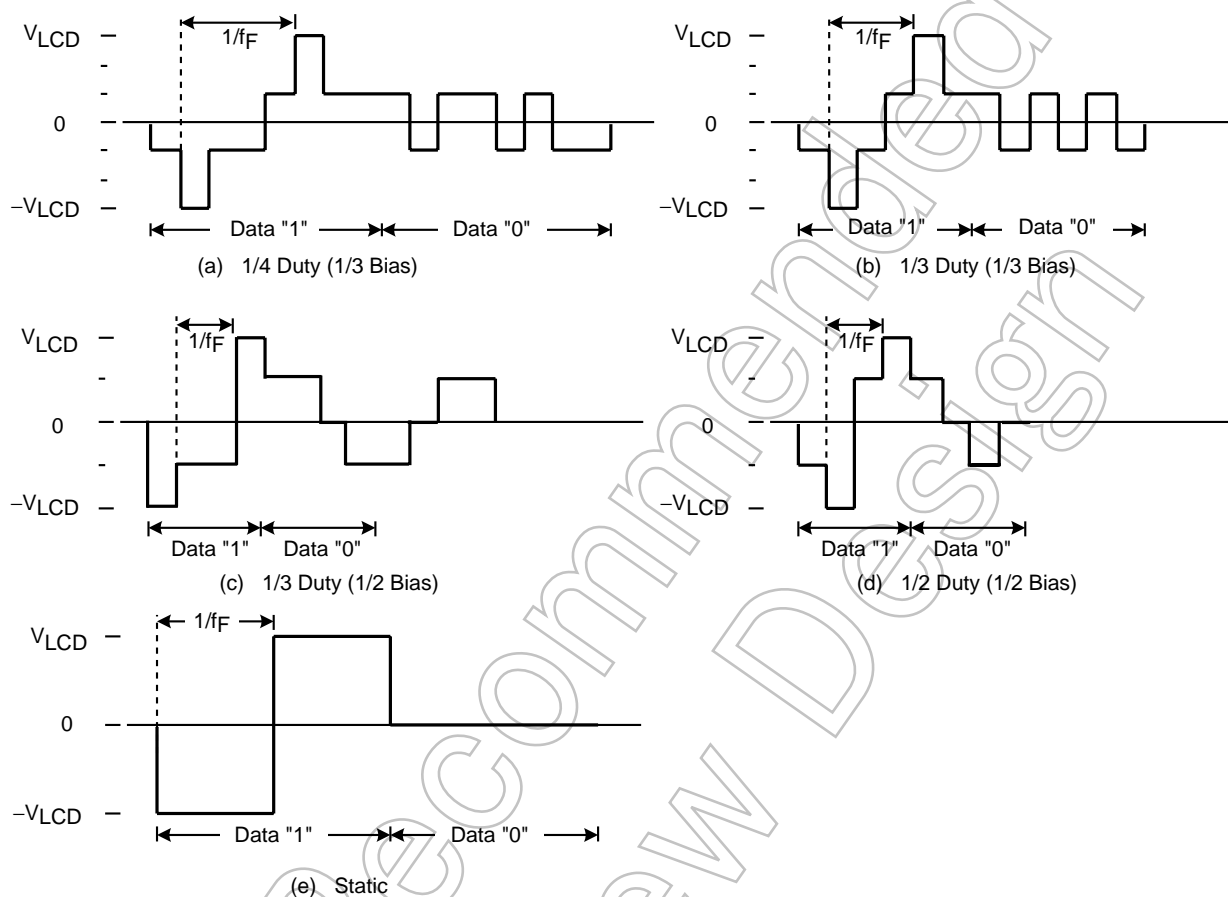 VLCD
1/fF
0
−VLCD
Data "1"
Data "0"
(a) 1/4 Duty (1/3 Bias)
VLCD
1/fF
0
−VLCD
Data "1"
Data "0"
(b) 1/3 Duty (1/3 Bias)
VLCD
1/fF
0
−VLCD
Data "1"
Data "0"
(c) 1/3 Duty (1/2 Bias)
VLCD
1/fF
0
−VLCD
Data "1"
Data "0"
(d) 1/2 Duty (1/2 Bias)
VLCD
1/fF
0
−VLCD
Data "1"
Data "0"
(e) Static
ecommended
ew Design